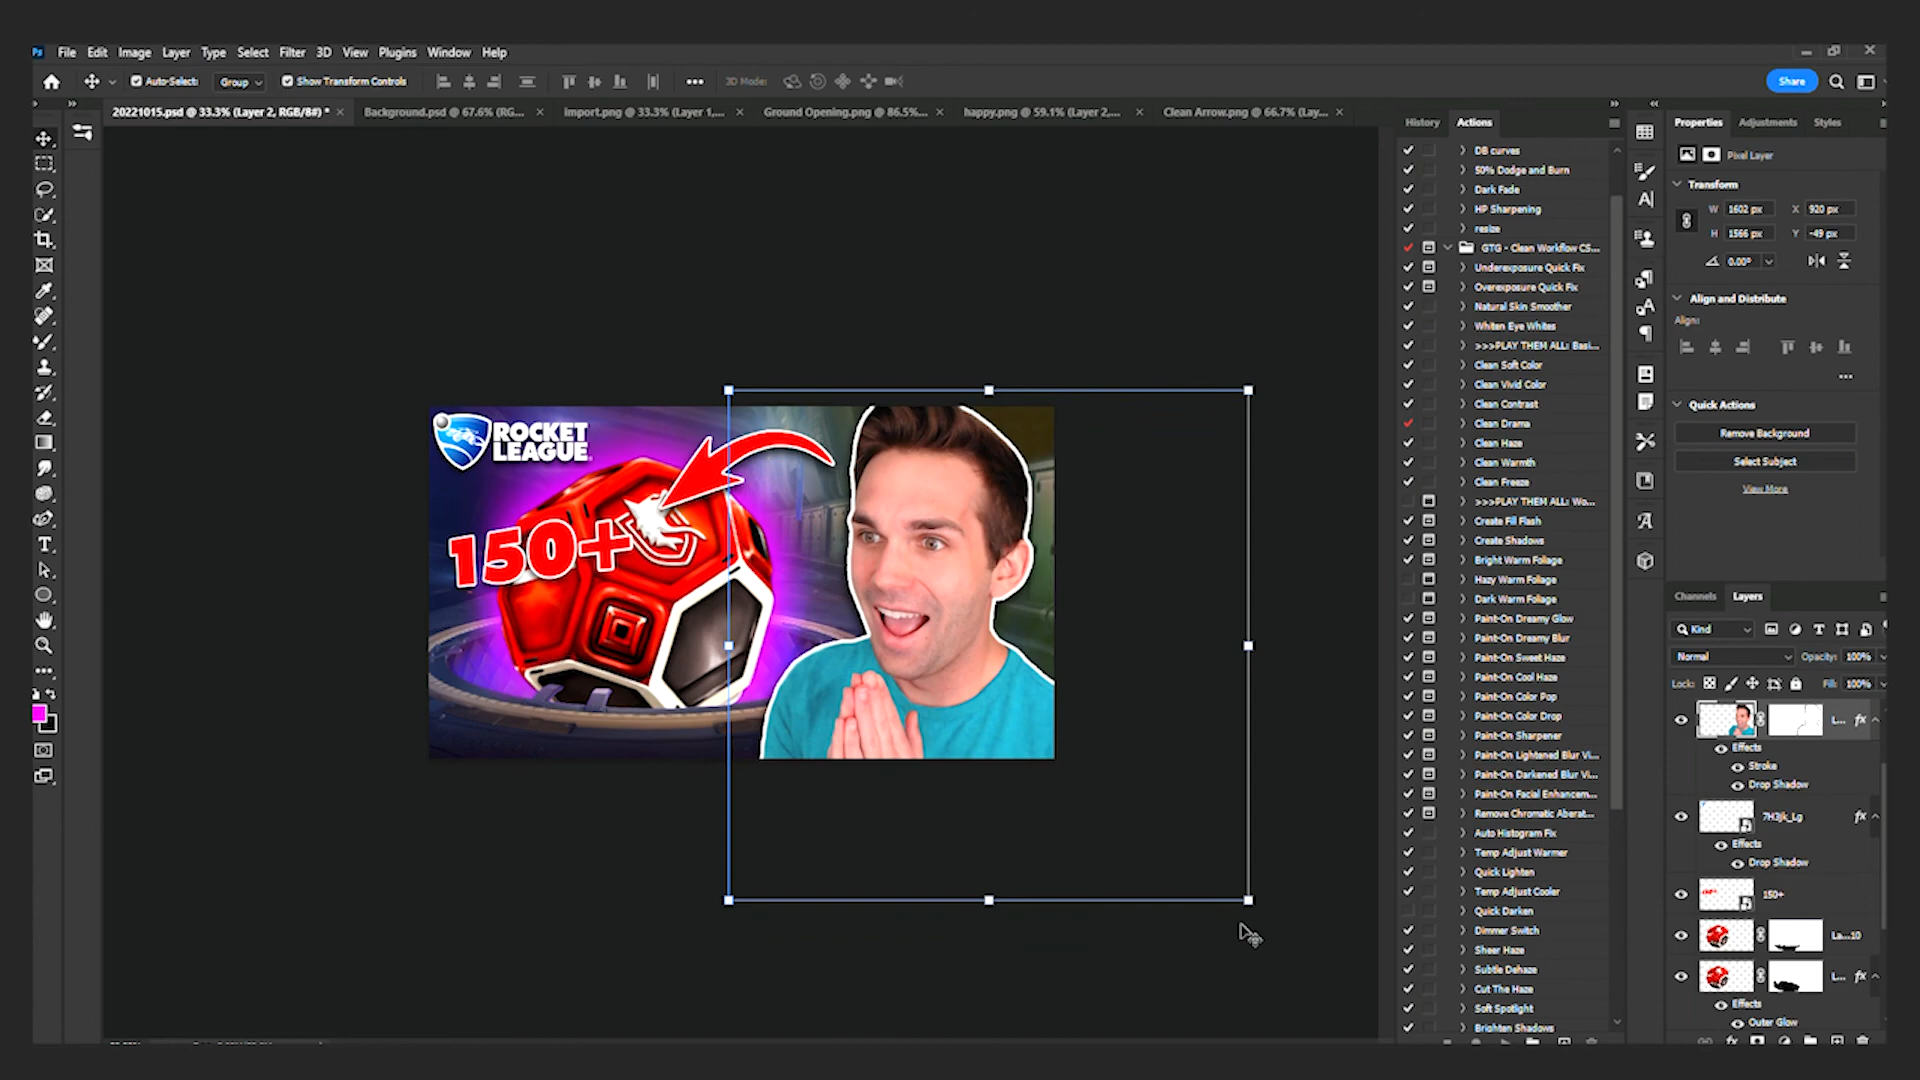 Ps File Edit Image Layer Type Select Filter 3D View Plugins Window Help
Auto-Select: Group Show Transform Controls 3D Mode: Share
20221015.psd @ 33.3% (Layer 2, RGB/8#) * Background.psd @ 67.6% (RG... import.png @ 33.3% (Layer 1,... Ground Opening.png @ 86.5%... happy.png @ 59.1% (Layer 2,... Clean Arrow.png @ 66.7% (Lay...
ROCKET
LEAGUE
150+
History Actions
DB curves
50% Dodge and Burn
Dark Fade
HP Sharpening
resize
GTG - Clean Workflow CS...
Underexposure Quick Fix
Overexposure Quick Fix
Natural Skin Smoother
Whiten Eye Whites
>>>PLAY THEM ALL: Basi...
Clean Soft Color
Clean Vivid Color
Clean Contrast
Clean Drama
Clean Haze
Clean Warmth
Clean Freeze
>>>PLAY THEM ALL: Wo...
Create Fill Flash
Create Shadows
Bright Warm Foliage
Hazy Warm Foliage
Dark Warm Foliage
Paint-On Dreamy Glow
Paint-On Dreamy Blur
Paint-On Sweet Haze
Paint-On Cool Haze
Paint-On Color Pop
Paint-On Color Drop
Paint-On Sharpener
Paint-On Lightened Blur Vi...
Paint-On Darkened Blur Vi...
Paint-On Facial Enhancem...
Remove Chromatic Aberat...
Auto Histogram Fix
Temp Adjust Warmer
Quick Lighten
Temp Adjust Cooler
Quick Darken
Dimmer Switch
Sheer Haze
Subtle Dehaze
Cut The Haze
Soft Spotlight
Brighten Shadows
Properties Adjustments Styles
Pixel Layer
Transform
W 1602 px X 920 px
H 1566 px Y -49 px
0.00°
Align and Distribute
Align:
Quick Actions
Remove Background
Select Subject
View More
Channels Layers
Kind
Normal Opacity: 100%
Lock: Fill: 100%
L... fx
Effects
Stroke
Drop Shadow
7H3jk_Lg fx
Effects
Drop Shadow
150+
La...10
L... fx
Effects
Outer Glow